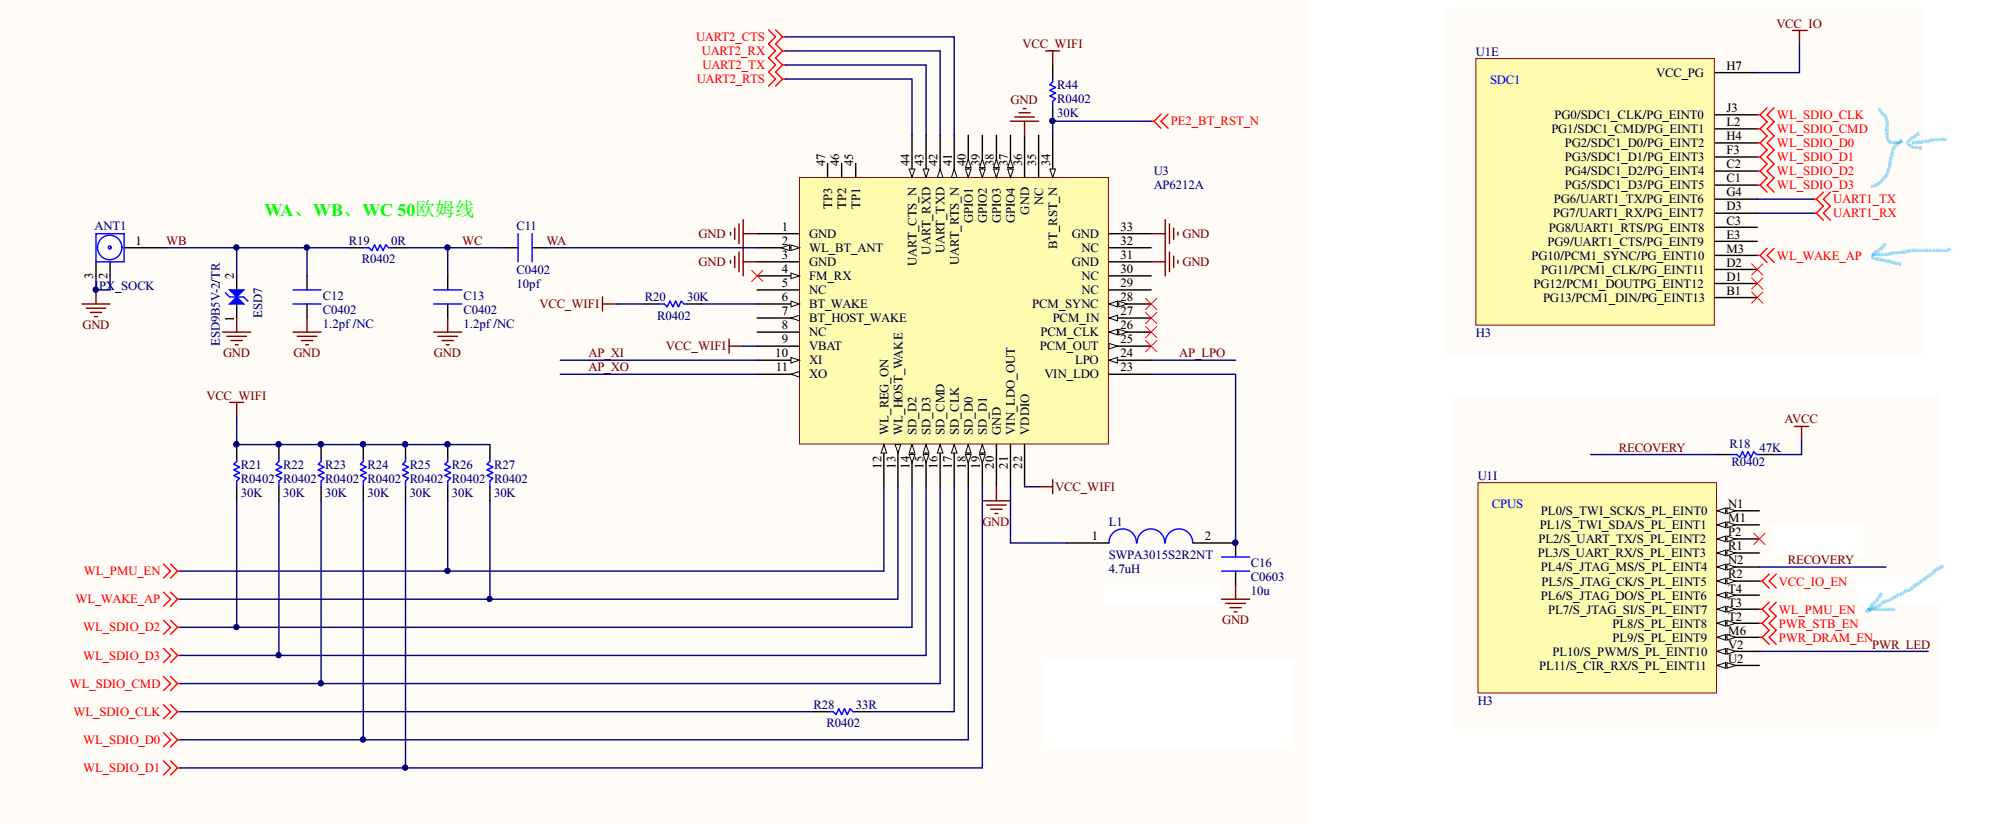 UART2_CTS
UART2_RX
UART2_TX
UART2_RTS
VCC_WIFI
R44
R0402
30K
GND
PE2_BT_RST_N
U3
AP6212A
47
46
45
44
43
42
41
40
39
38
37
36
35
34
TP3
TP2
TP1
UART_CTS_N
UART_RXD
UART_TXD
UART_RTS_N
GPIO1
GPIO2
GPIO3
GPIO4
GND
NC
BT_RST_N
WA、WB、WC 50欧姆线
ANT1
1
WB
3
2
IPX_SOCK
GND
ESD9B5V-2/TR
2
1
ESD7
GND
C12
C0402
1.2pf /NC
GND
R19
0R
R0402
WC
C13
C0402
1.2pf /NC
GND
C11
C0402
10pf
WA
GND
GND
1 GND
2 WL_BT_ANT
3 GND
4 FM_RX
5 NC
6 BT_WAKE
7 BT_HOST_WAKE
8 NC
9 VBAT
10 XI
11 XO
VCC_WIFI
R20
30K
R0402
VCC_WIFI
AP_XI
AP_XO
GND 33
NC 32
GND 31
NC 30
NC 29
PCM_SYNC 28
PCM_IN 27
PCM_CLK 26
PCM_OUT 25
LPO 24
VIN_LDO 23
GND
GND
AP_LPO
WL_REG_ON
WL_HOST_WAKE
SD_D2
SD_D3
SD_CMD
SD_CLK
SD_D0
SD_D1
GND
VIN_LDO_OUT
VDDIO
12
13
14
15
16
17
18
19
20
21
22
GND
VCC_WIFI
L1
1
2
SWPA3015S2R2NT
4.7uH
C16
C0603
10u
GND
VCC_WIFI
R21
R0402
30K
R22
R0402
30K
R23
R0402
30K
R24
R0402
30K
R25
R0402
30K
R26
R0402
30K
R27
R0402
30K
WL_PMU_EN
WL_WAKE_AP
WL_SDIO_D2
WL_SDIO_D3
WL_SDIO_CMD
WL_SDIO_CLK
WL_SDIO_D0
WL_SDIO_D1
R28
33R
R0402
VCC_IO
U1E
SDC1
VCC_PG H7
PG0/SDC1_CLK/PG_EINT0 J3 WL_SDIO_CLK
PG1/SDC1_CMD/PG_EINT1 L2 WL_SDIO_CMD
PG2/SDC1_D0/PG_EINT2 H4 WL_SDIO_D0
PG3/SDC1_D1/PG_EINT3 F3 WL_SDIO_D1
PG4/SDC1_D2/PG_EINT4 C2 WL_SDIO_D2
PG5/SDC1_D3/PG_EINT5 C1 WL_SDIO_D3
PG6/UART1_TX/PG_EINT6 G4 UART1_TX
PG7/UART1_RX/PG_EINT7 D3 UART1_RX
PG8/UART1_RTS/PG_EINT8 C3
PG9/UART1_CTS/PG_EINT9 E3
PG10/PCM1_SYNC/PG_EINT10 M3 WL_WAKE_AP
PG11/PCM1_CLK/PG_EINT11 D2
PG12/PCM1_DOUTPG_EINT12 D1
PG13/PCM1_DIN/PG_EINT13 B1
H3
AVCC
RECOVERY
R18
47K
R0402
U1I
CPUS
PL0/S_TWI_SCK/S_PL_EINT0 N1
PL1/S_TWI_SDA/S_PL_EINT1 M1
PL2/S_UART_TX/S_PL_EINT2 P2
PL3/S_UART_RX/S_PL_EINT3 R1
PL4/S_JTAG_MS/S_PL_EINT4 N2 RECOVERY
PL5/S_JTAG_CK/S_PL_EINT5 R2 VCC_IO_EN
PL6/S_JTAG_DO/S_PL_EINT6 T4
PL7/S_JTAG_SI/S_PL_EINT7 T3 WL_PMU_EN
PL8/S_PL_EINT8 T2 PWR_STB_EN
PL9/S_PL_EINT9 M6 PWR_DRAM_EN
PL10/S_PWM/S_PL_EINT10 V2 PWR_LED
PL11/S_CIR_RX/S_PL_EINT11 U2
H3